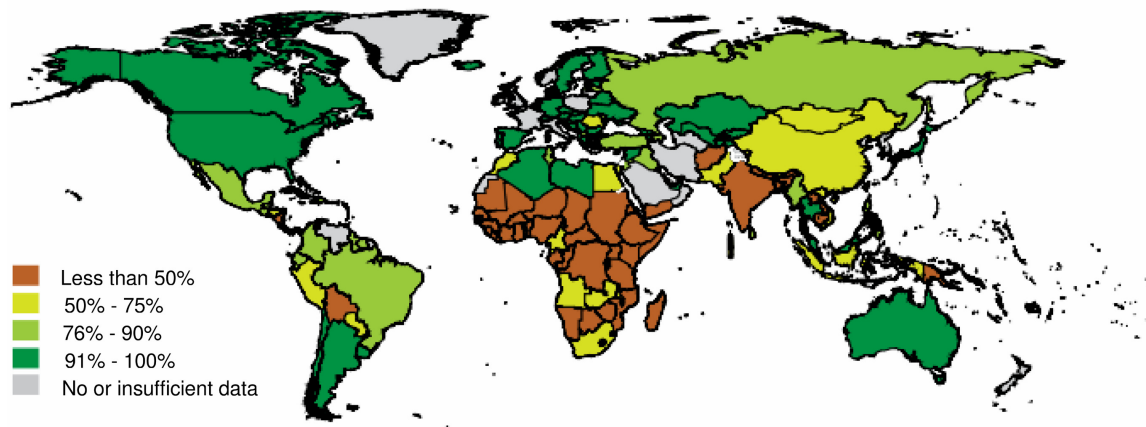 Less than 50%
50% - 75%
76% - 90%
91% - 100%
No or insufficient data